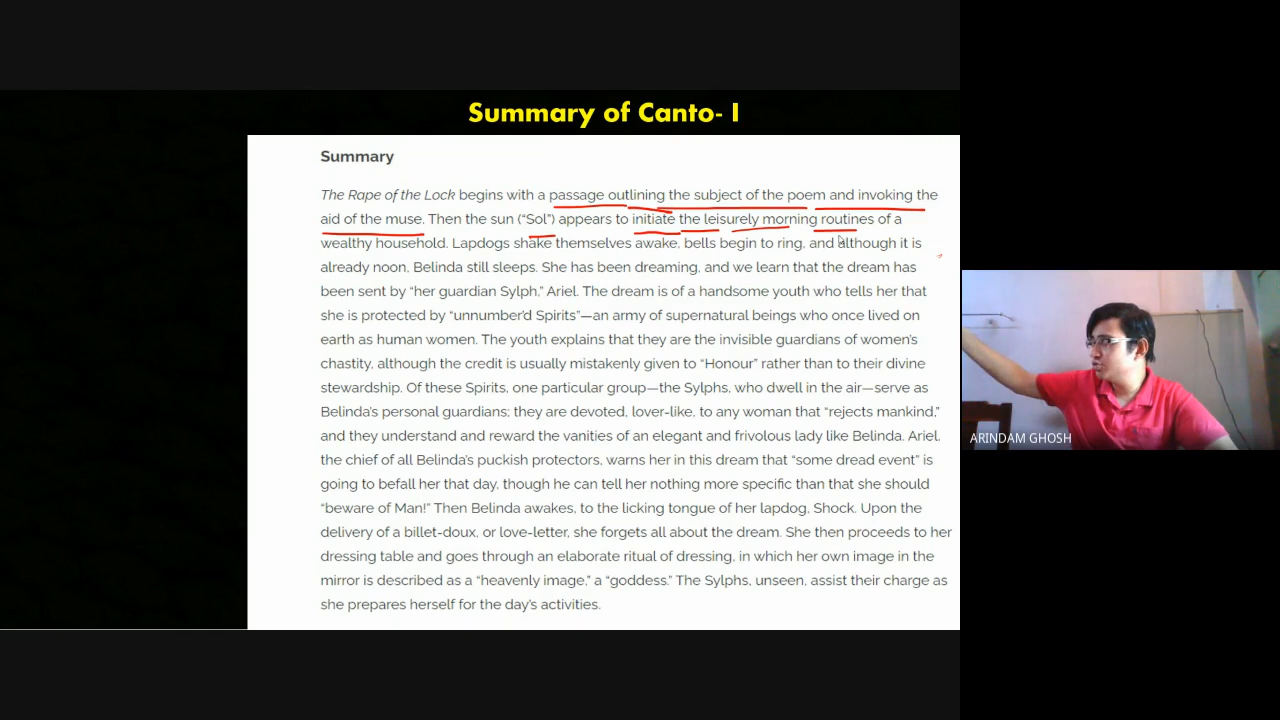 Summary of Canto- I
Summary
The Rape of the Lock begins with a passage outlining the subject of the poem and invoking the
aid of the muse. Then the sun (“Sol”) appears to initiate the leisurely morning routines of a
wealthy household. Lapdogs shake themselves awake, bells begin to ring, and although it is
already noon, Belinda still sleeps. She has been dreaming, and we learn that the dream has
been sent by “her guardian Sylph,” Ariel. The dream is of a handsome youth who tells her that
she is protected by “unnumber’d Spirits”—an army of supernatural beings who once lived on
earth as human women. The youth explains that they are the invisible guardians of women’s
chastity, although the credit is usually mistakenly given to “Honour” rather than to their divine
stewardship. Of these Spirits, one particular group—the Sylphs, who dwell in the air—serve as
Belinda’s personal guardians; they are devoted, lover-like, to any woman that “rejects mankind,”
and they understand and reward the vanities of an elegant and frivolous lady like Belinda. Ariel,
the chief of all Belinda’s puckish protectors, warns her in this dream that “some dread event” is
going to befall her that day, though he can tell her nothing more specific than that she should
“beware of Man!” Then Belinda awakes, to the licking tongue of her lapdog, Shock. Upon the
delivery of a billet-doux, or love-letter, she forgets all about the dream. She then proceeds to her
dressing table and goes through an elaborate ritual of dressing, in which her own image in the
mirror is described as a “heavenly image,” a “goddess.” The Sylphs, unseen, assist their charge as
she prepares herself for the day’s activities.
ARINDAM GHOSH